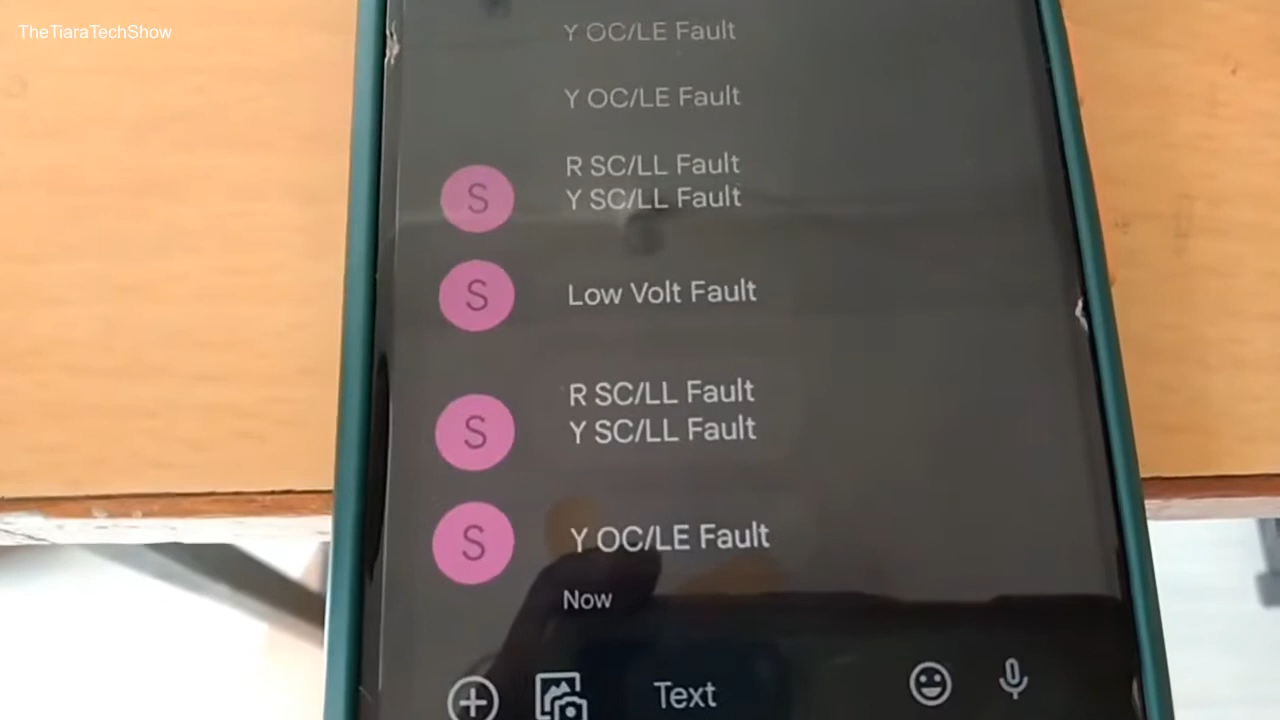 TheTiaraTechShow
Y OC/LE Fault
Y OC/LE Fault
R SC/LL Fault
Y SC/LL Fault
S
Low Volt Fault
S
R SC/LL Fault
Y SC/LL Fault
S
Y OC/LE Fault
S
Now
Text